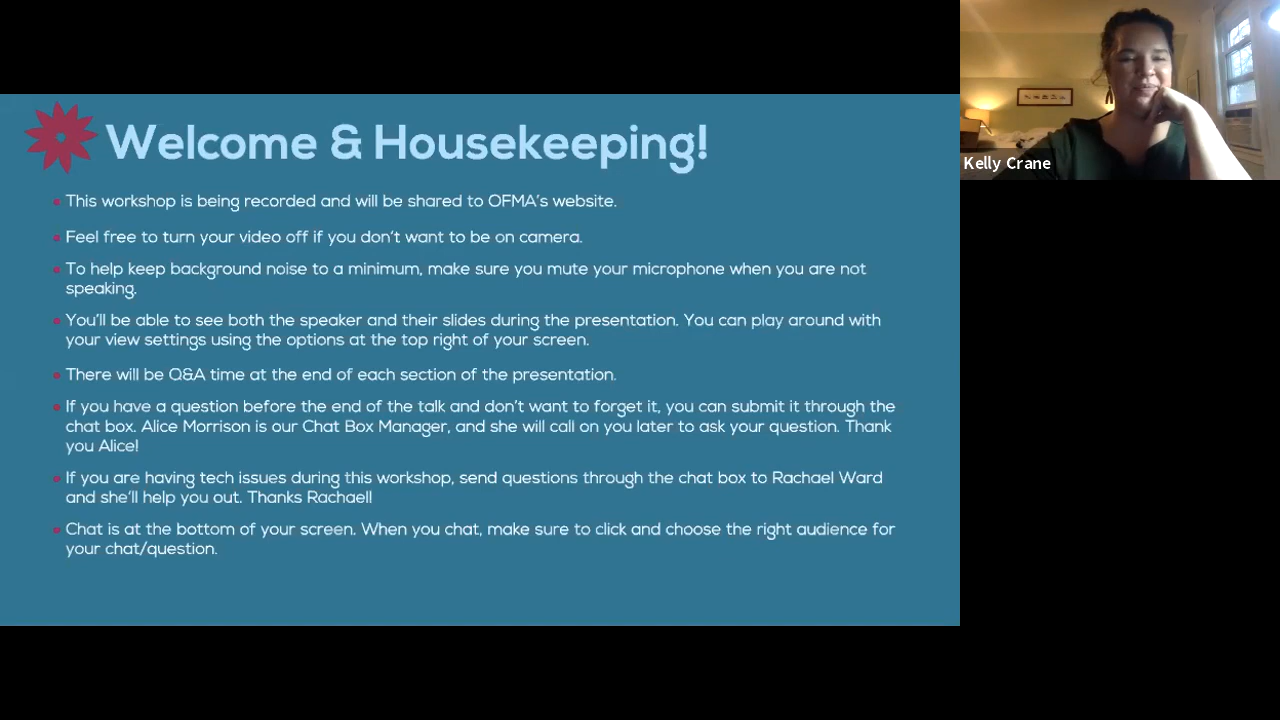 Welcome & Housekeeping!
This workshop is being recorded and will be shared to OFMA's website.
Feel free to turn your video off if you don't want to be on camera.
To help keep background noise to a minimum, make sure you mute your microphone when you are not
speaking.
You'll be able to see both the speaker and their slides during the presentation. You can play around with
your view settings using the options at the top right of your screen.
There will be Q&A time at the end of each section of the presentation.
If you have a question before the end of the talk and don't want to forget it, you can submit it through the
chat box. Alice Morrison is our Chat Box Manager, and she will call on you later to ask your question. Thank
you Alice!
If you are having tech issues during this workshop, send questions through the chat box to Rachael Ward
and she'll help you out. Thanks Rachael!
Chat is at the bottom of your screen. When you chat, make sure to click and choose the right audience for
your chat/question.
Kelly Crane